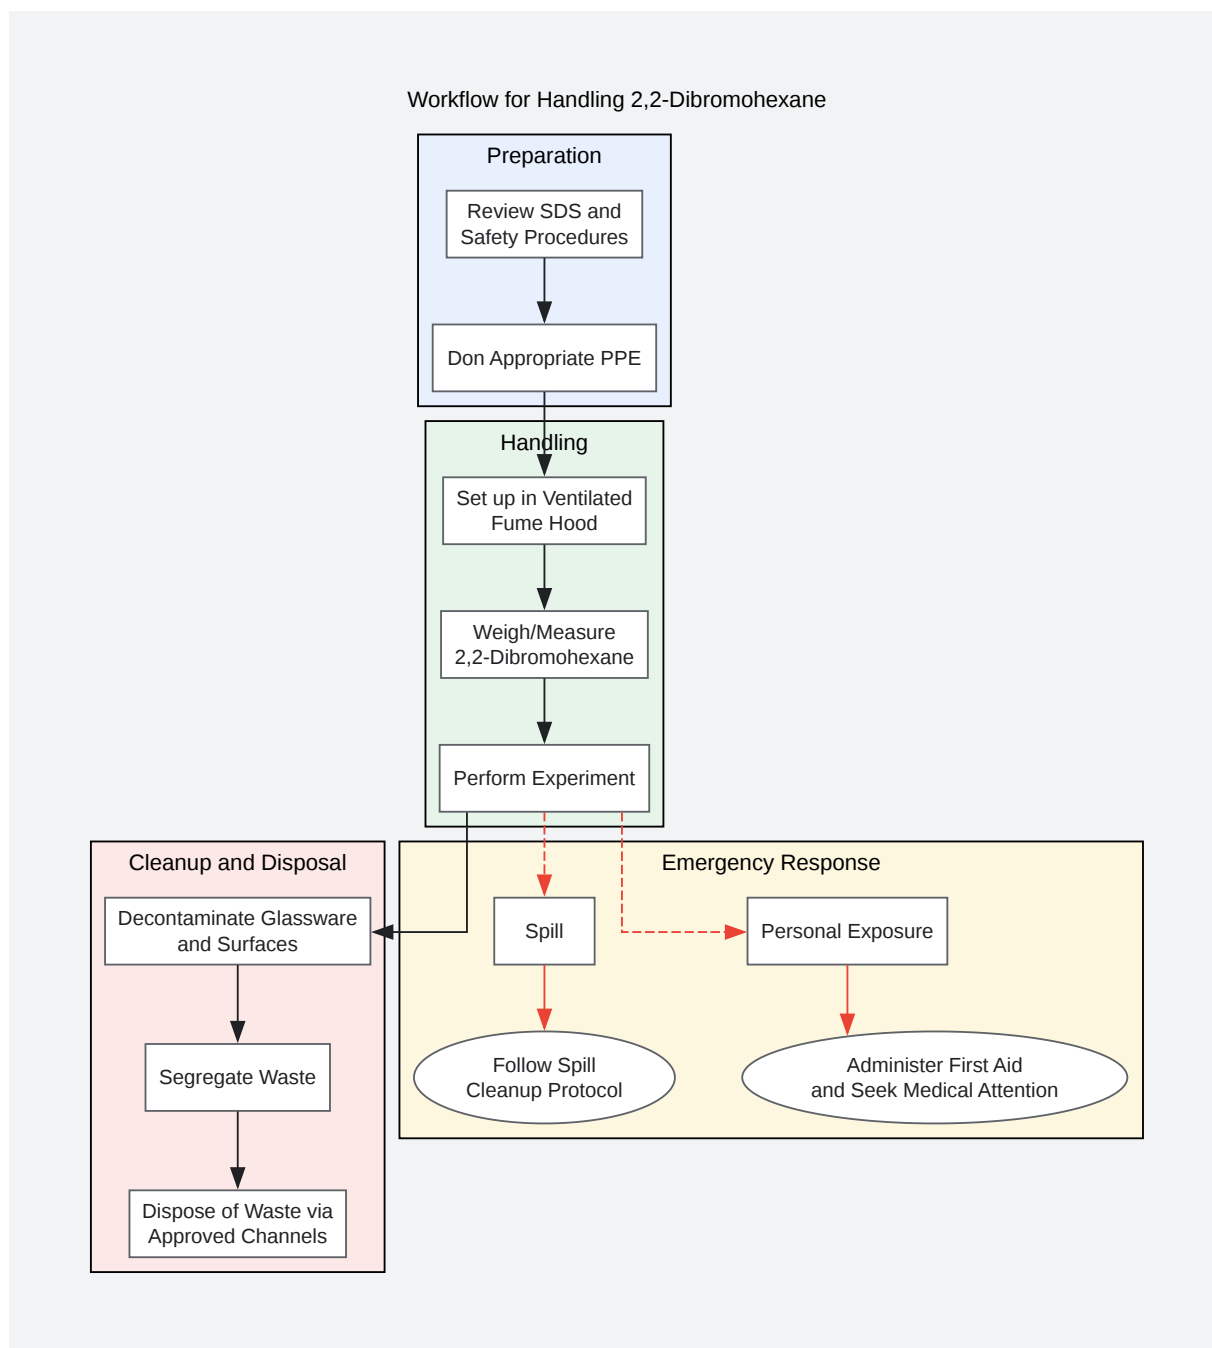 Workflow for Handling 2,2-Dibromohexane
Preparation
Review SDS and
Safety Procedures
Don Appropriate PPE
Handling
Set up in Ventilated
Fume Hood
Weigh/Measure
2,2-Dibromohexane
Perform Experiment
Cleanup and Disposal
Decontaminate Glassware
and Surfaces
Segregate Waste
Dispose of Waste via
Approved Channels
Emergency Response
Spill
Personal Exposure
Follow Spill
Cleanup Protocol
Administer First Aid
and Seek Medical Attention